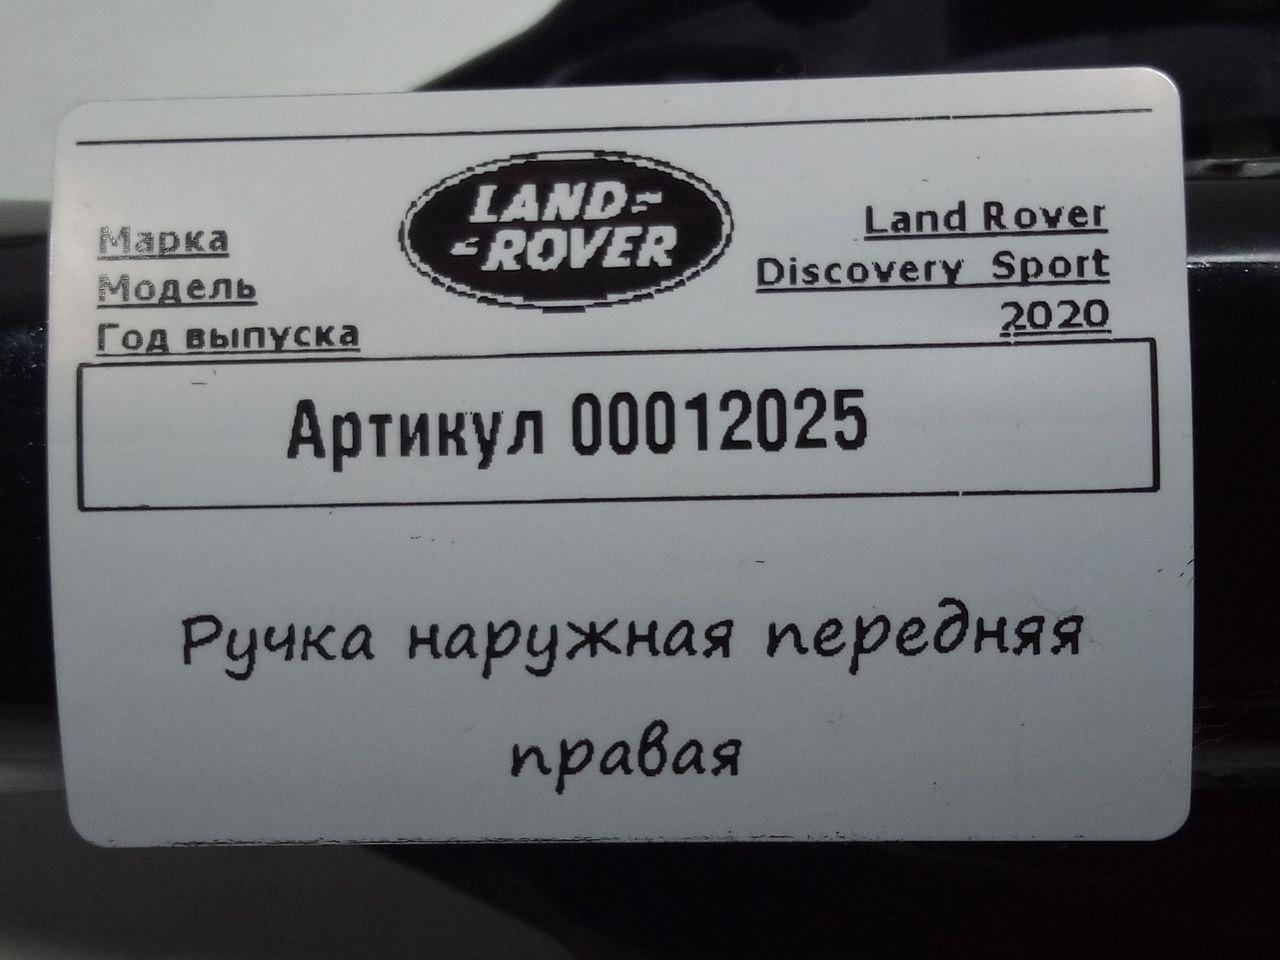 LAND
ROVER
Марка Land Rover
Модель Discovery Sport
Год выпуска 2020
Артикул 00012025
Ручка наружная передняя
правая